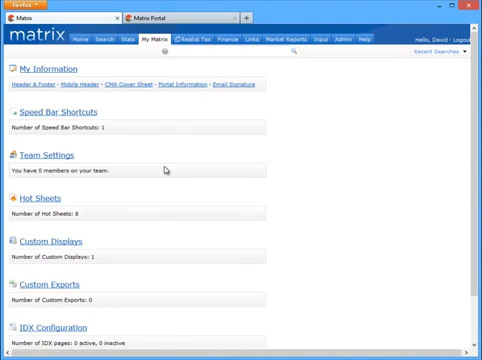 Firefox
Matrix
Matrix Portal
matrix
Home
Search
Stats
My Matrix
Realist Tax
Finance
Links
Market Reports
Input
Admin
Help
Hello, David - Logout
Recent Searches
My Information
Header & Footer - Mobile Header - CMA Cover Sheet - Portal Information - Email Signature
Speed Bar Shortcuts
Number of Speed Bar Shortcuts: 1
Team Settings
You have 0 members on your team.
Hot Sheets
Number of Hot Sheets: 8
Custom Displays
Number of Custom Displays: 1
Custom Exports
Number of Custom Exports: 0
IDX Configuration
Number of IDX pages: 0 active, 0 inactive